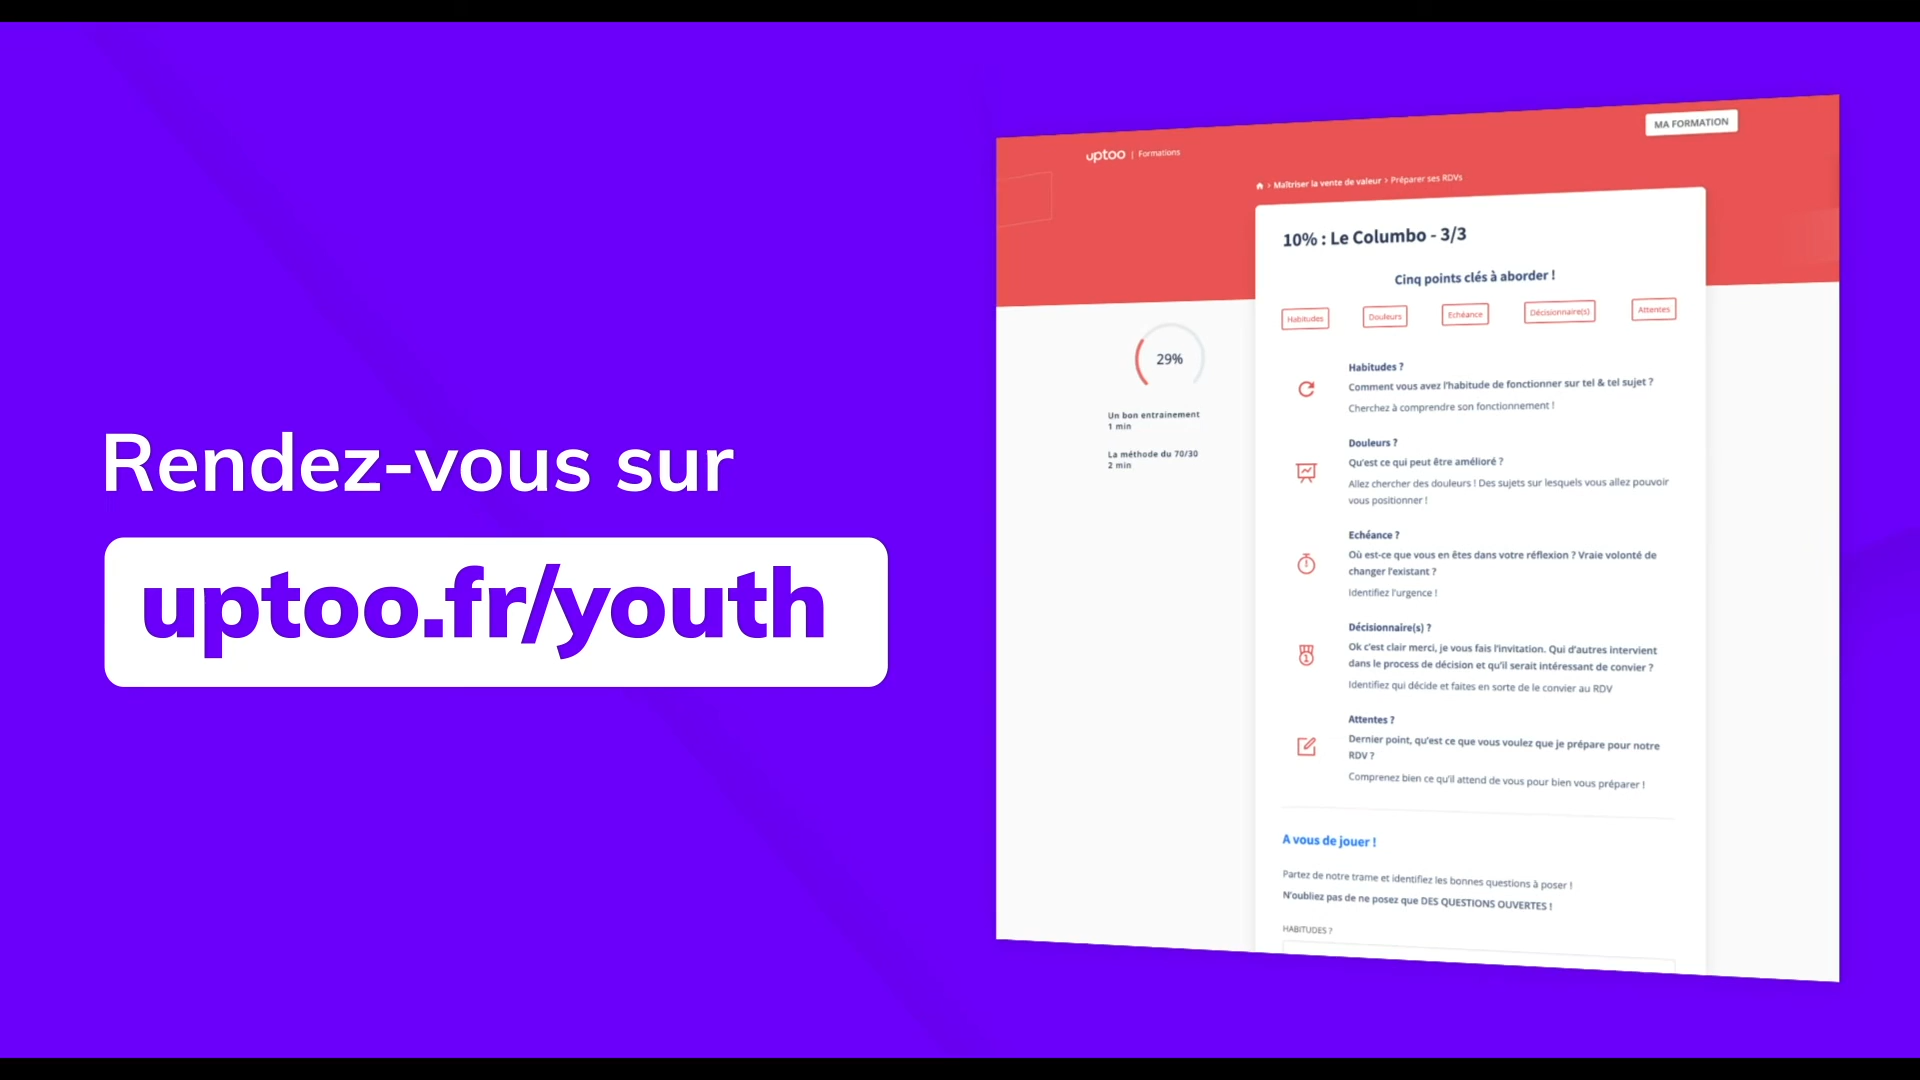 Rendez-vous sur
uptoo.fr/youth
uptoo | Formations
MA FORMATION
> Maîtriser la vente de valeur > Préparer ses RDVs
29%
Un bon entrainement
1 min
La méthode du 70/30
2 min
10% : Le Columbo - 3/3
Cinq points clés à aborder !
Habitudes Douleurs Echéance Décisionnaire(s) Attentes
Habitudes ?
Comment vous avez l'habitude de fonctionner sur tel & tel sujet ?
Cherchez à comprendre son fonctionnement !
Douleurs ?
Qu'est ce qui peut être amélioré ?
Allez chercher des douleurs ! Des sujets sur lesquels vous allez pouvoir
vous positionner !
Echéance ?
Où est-ce que vous en êtes dans votre réflexion ? Vraie volonté de
changer l'existant ?
Identifiez l'urgence !
Décisionnaire(s) ?
Ok c'est clair merci, je vous fais l'invitation. Qui d'autres intervient
dans le process de décision et qu'il serait intéressant de convier ?
Identifiez qui décide et faites en sorte de le convier au RDV
Attentes ?
Dernier point, qu'est ce que vous voulez que je prépare pour notre
RDV ?
Comprenez bien ce qu'il attend de vous pour bien vous préparer !
A vous de jouer !
Partez de notre trame et identifiez les bonnes questions à poser !
N'oubliez pas de ne posez que DES QUESTIONS OUVERTES !
HABITUDES ?